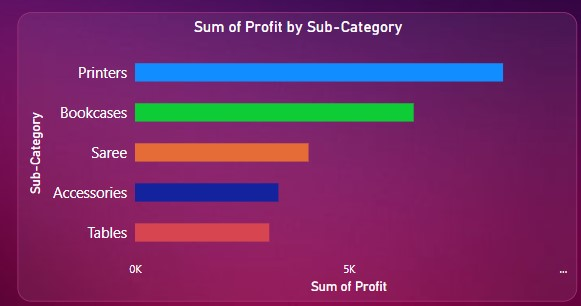 Sum of Profit by Sub-Category
Sub-Category
Printers
Bookcases
Saree
Accessories
Tables
0K 5K ...
Sum of Profit